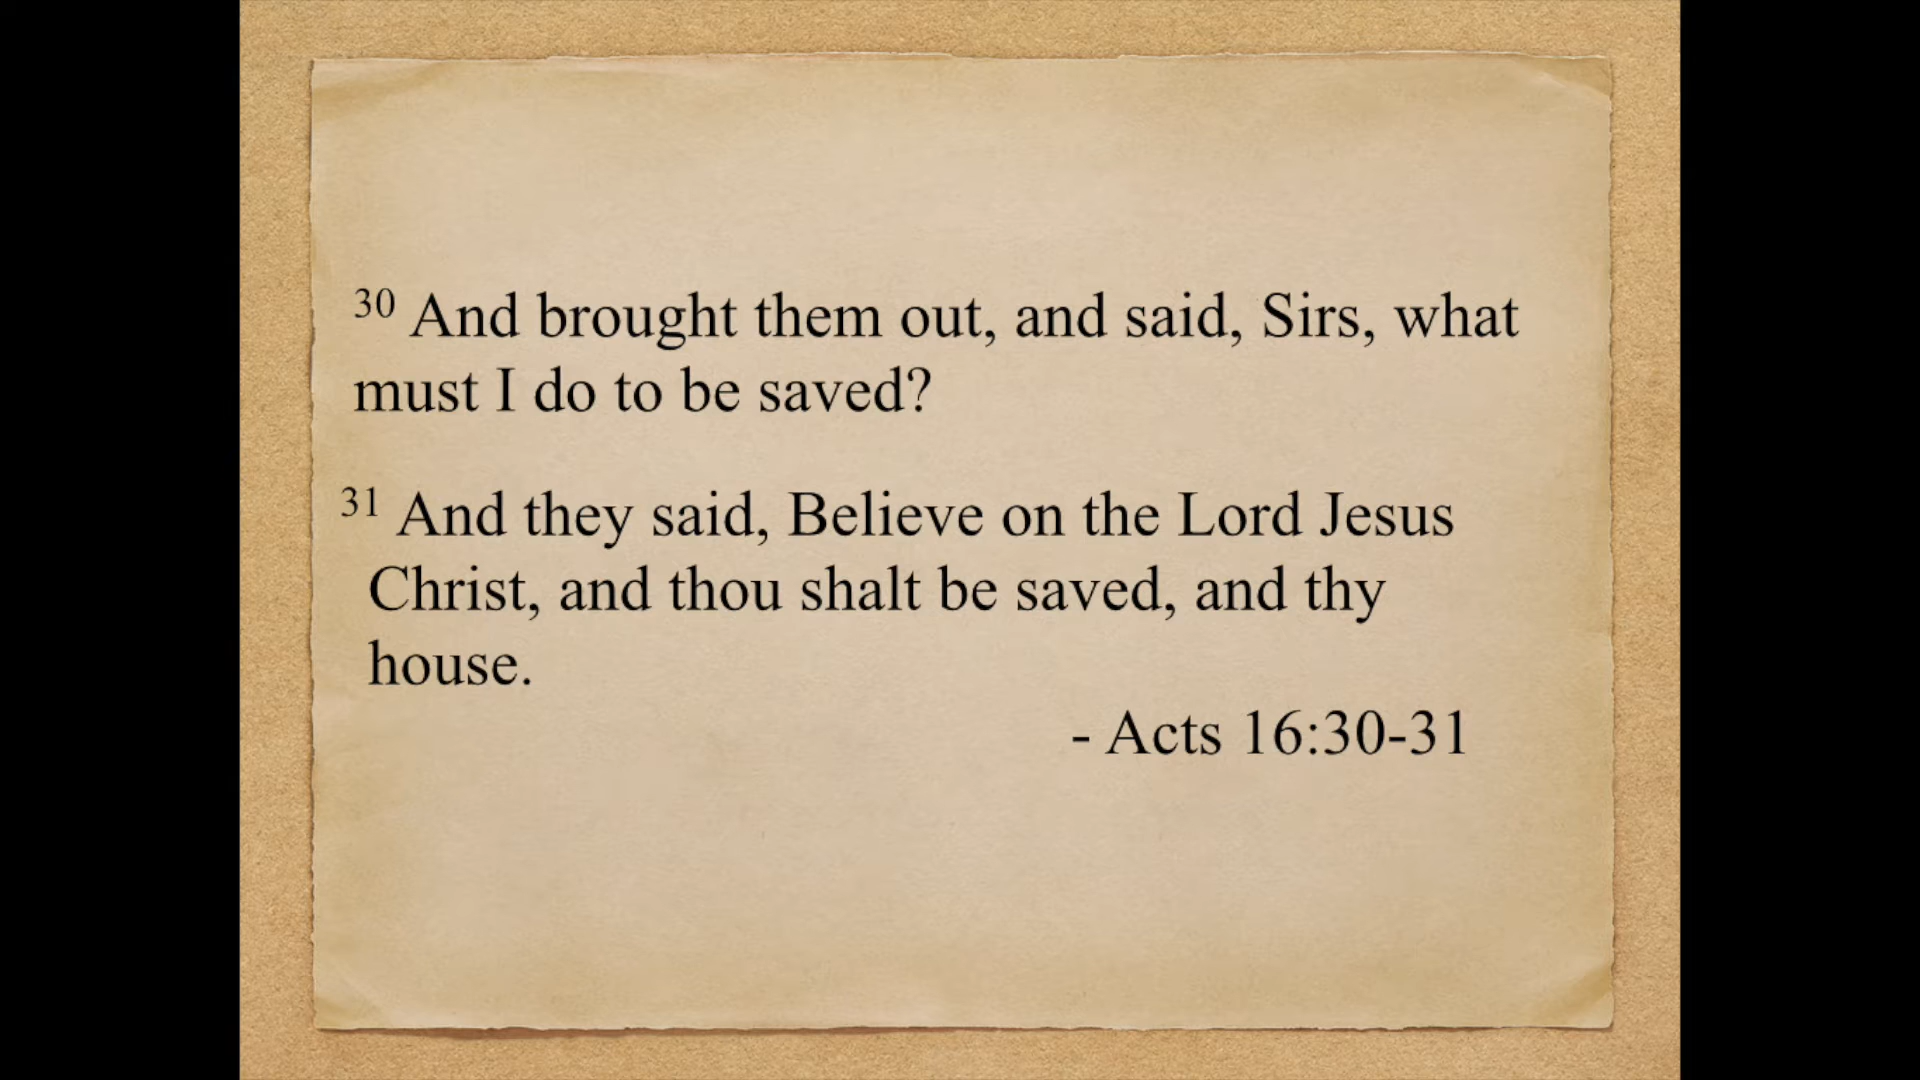 30 And brought them out, and said, Sirs, what
must I do to be saved?
31 And they said, Believe on the Lord Jesus
Christ, and thou shalt be saved, and thy
house.
- Acts 16:30-31